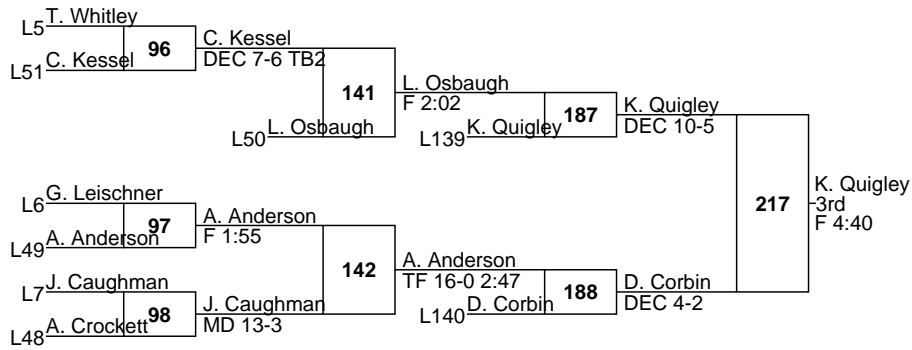 T. Whitley
L5
96
C. Kessel
L51
C. Kessel
DEC 7-6 TB2
141
L. Osbaugh
L50
L. Osbaugh
F 2:02
187
K. Quigley
L139
K. Quigley
DEC 10-5
217
K. Quigley
3rd
F 4:40
G. Leischner
L6
97
A. Anderson
L49
A. Anderson
F 1:55
142
A. Anderson
TF 16-0 2:47
188
D. Corbin
L140
D. Corbin
DEC 4-2
J. Caughman
L7
98
A. Crockett
L48
J. Caughman
MD 13-3